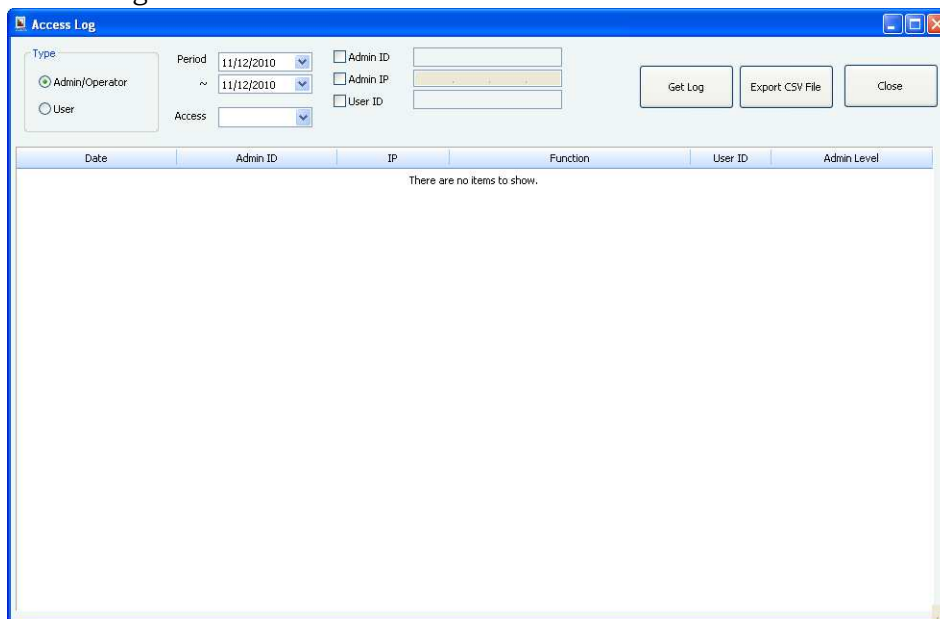 Access Log
Type
Admin/Operator
User
Period 11/12/2010
~ 11/12/2010
Access
Admin ID
Admin IP . . .
User ID
Get Log
Export CSV File
Close
Date Admin ID IP Function User ID Admin Level
There are no items to show.